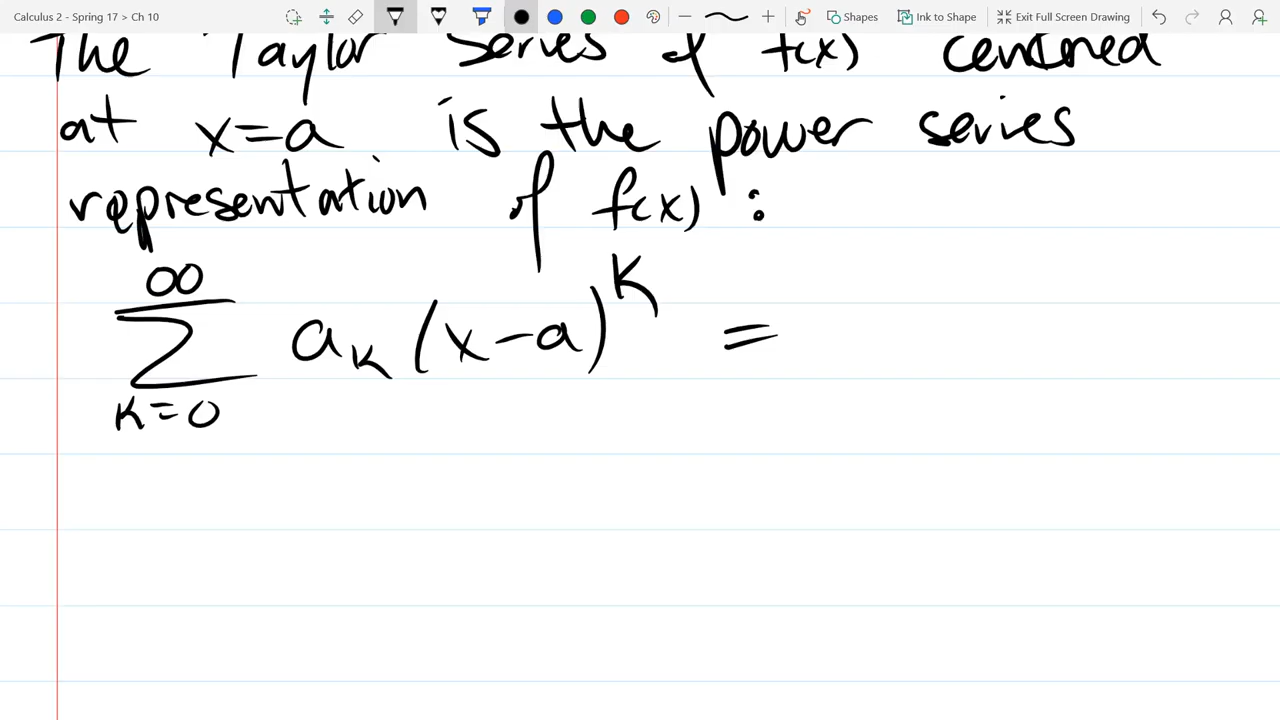 Calculus 2 - Spring 17 > Ch 10 Shapes Ink to Shape Exit Full Screen Drawing
The Taylor Series of f(x) centred
at x=a is the power series
representation of f(x) :
∞
∑ aₖ (x-a)ᵏ =
k=0